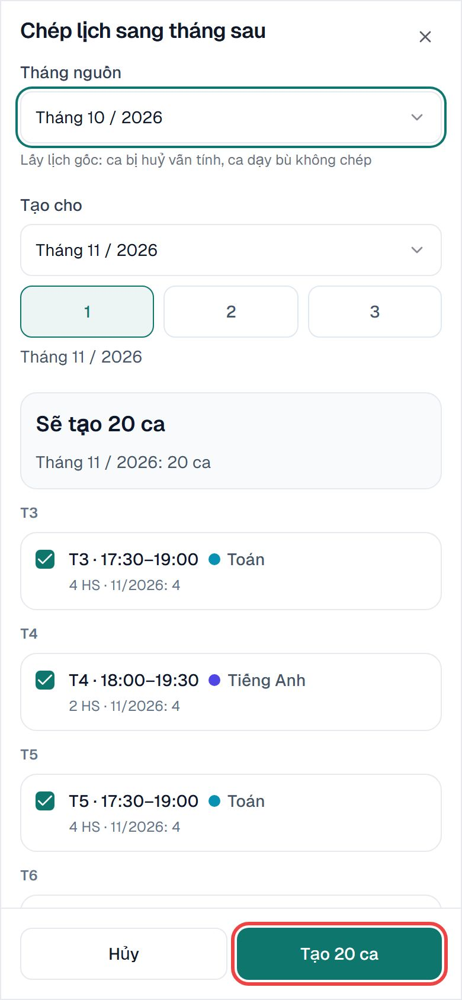 Chép lịch sang tháng sau
Tháng nguồn
Tháng 10 / 2026
Lấy lịch gốc: ca bị huỷ vẫn tính, ca dạy bù không chép
Tạo cho
Tháng 11 / 2026
1
2
3
Tháng 11 / 2026
Sẽ tạo 20 ca
Tháng 11 / 2026: 20 ca
T3
T3 · 17:30–19:00 Toán
4 HS · 11/2026: 4
T4
T4 · 18:00–19:30 Tiếng Anh
2 HS · 11/2026: 4
T5
T5 · 17:30–19:00 Toán
4 HS · 11/2026: 4
T6
Hủy
Tạo 20 ca